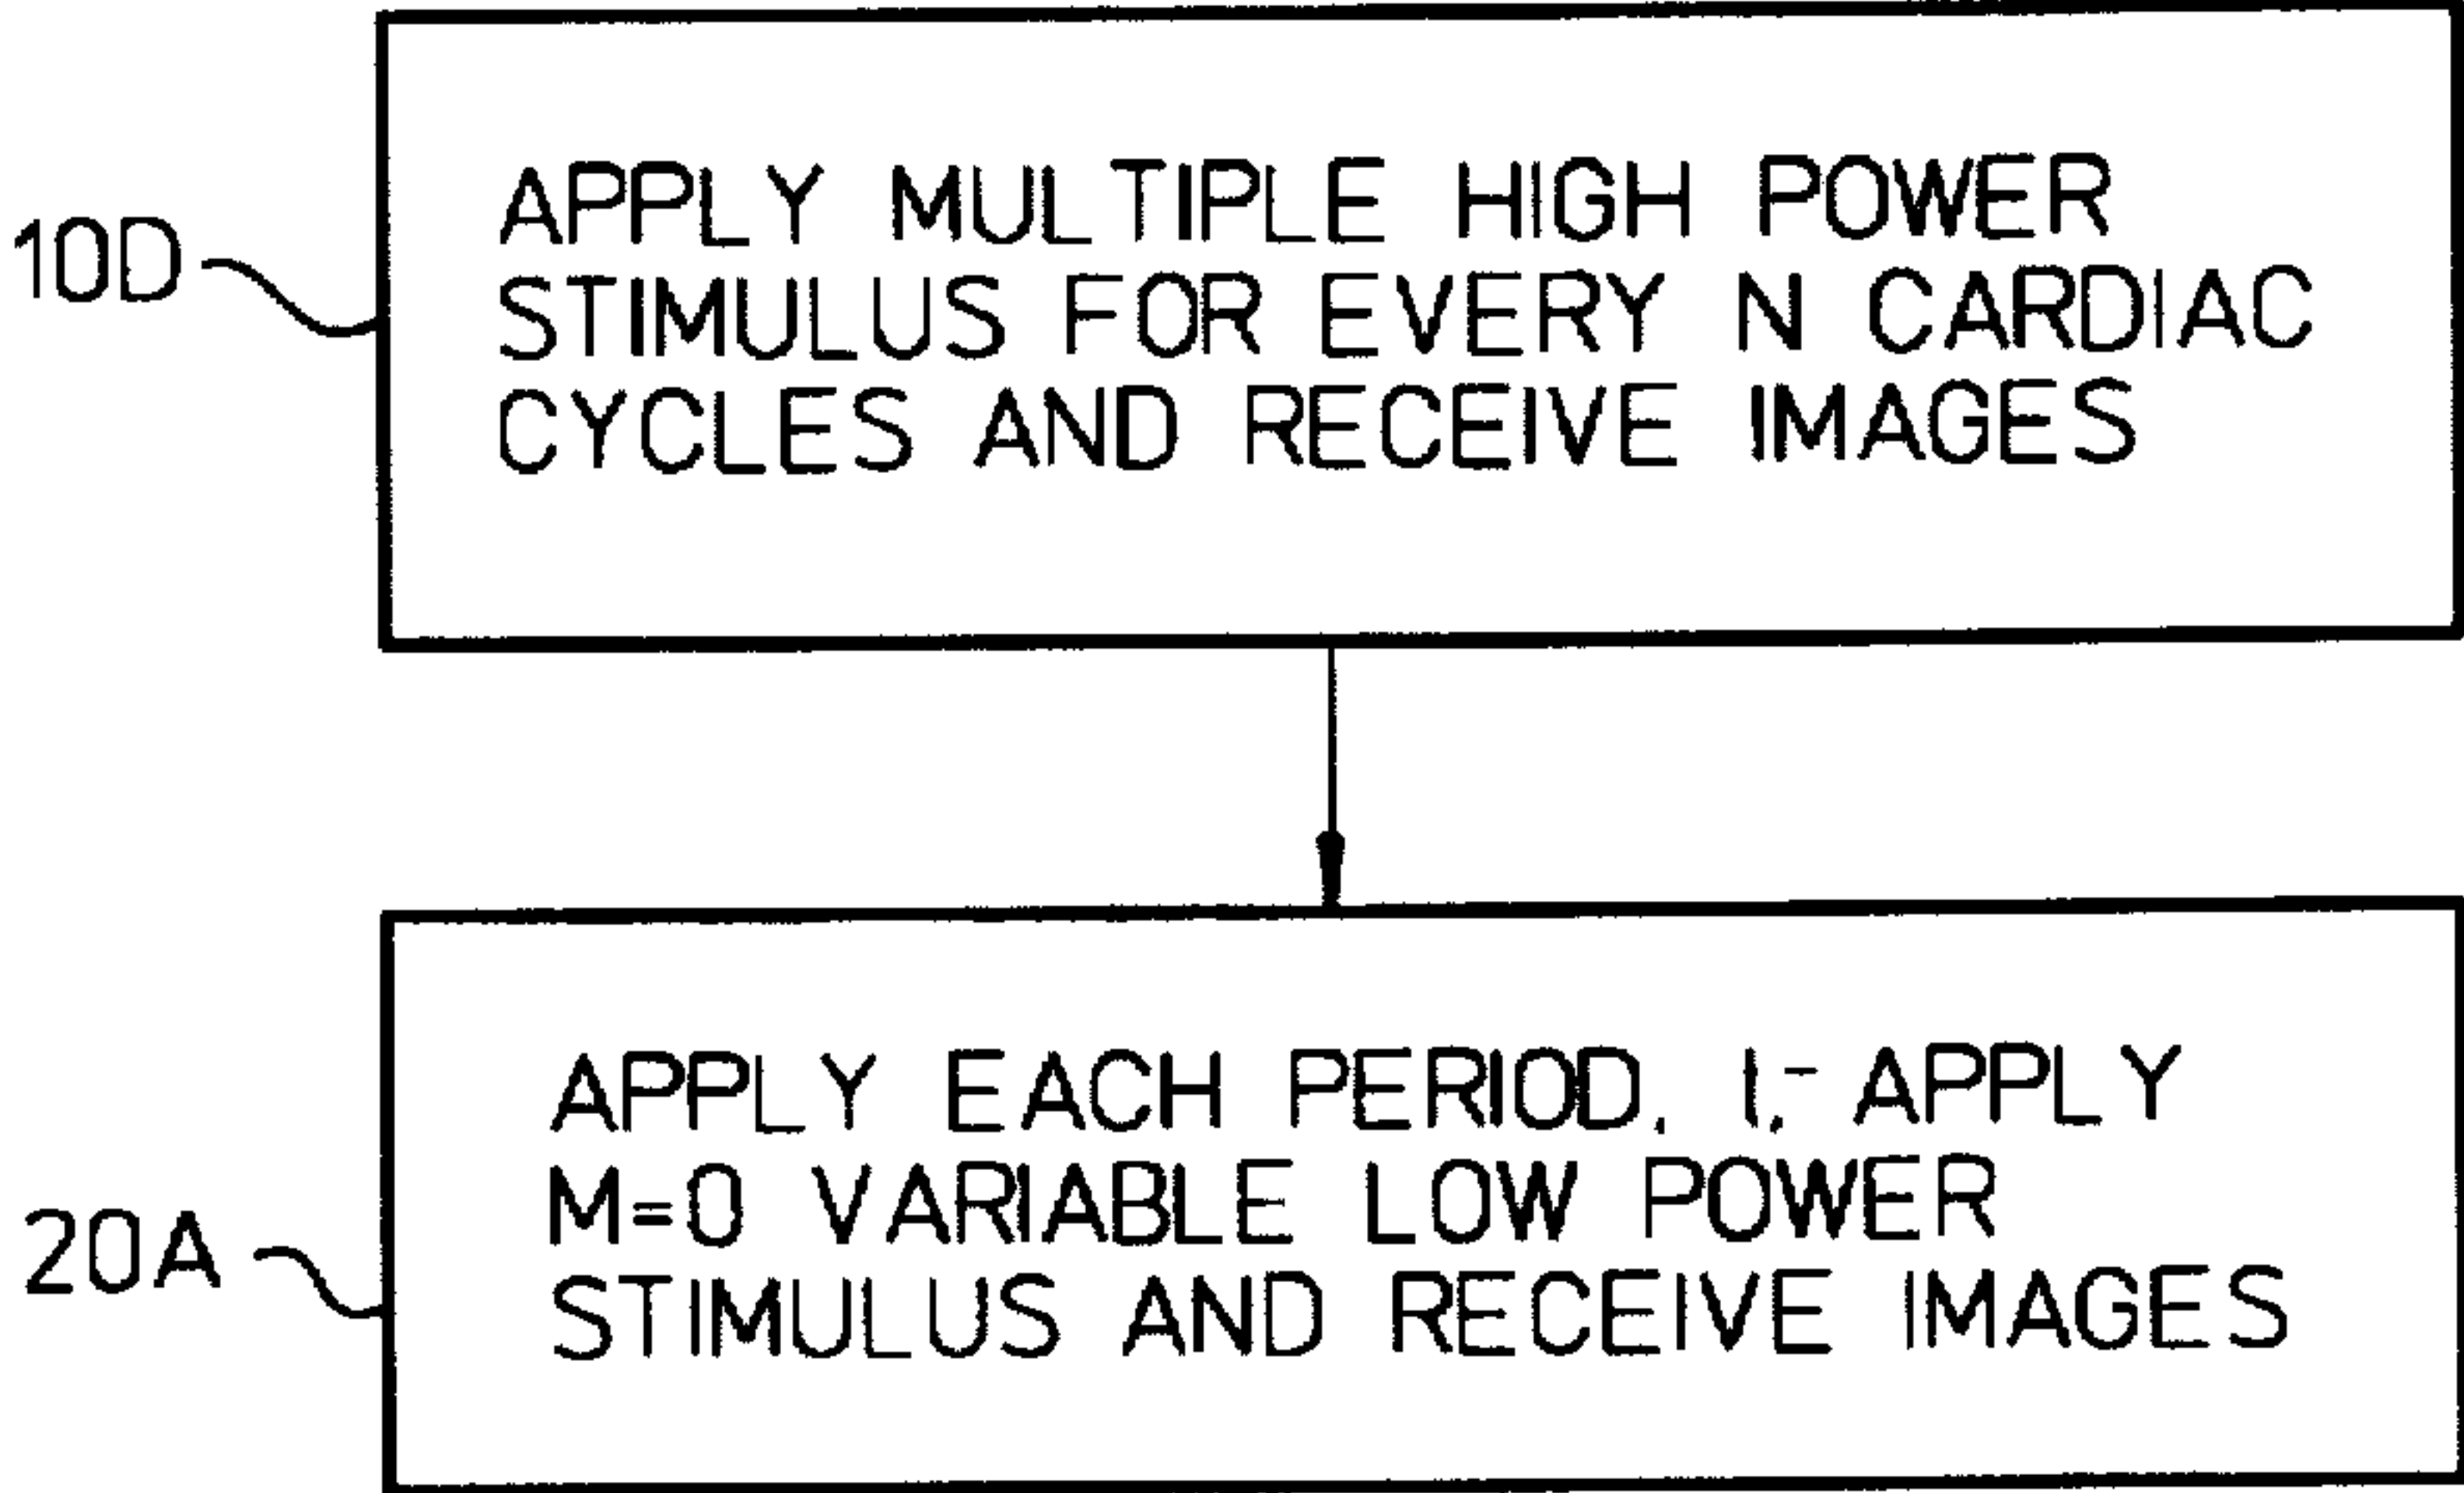 10D
APPLY MULTIPLE HIGH POWER
STIMULUS FOR EVERY N CARDIAC
CYCLES AND RECEIVE IMAGES
20A
APPLY EACH PERIOD, APPLY
M=0 VARIABLE LOW POWER
STIMULUS AND RECEIVE IMAGES